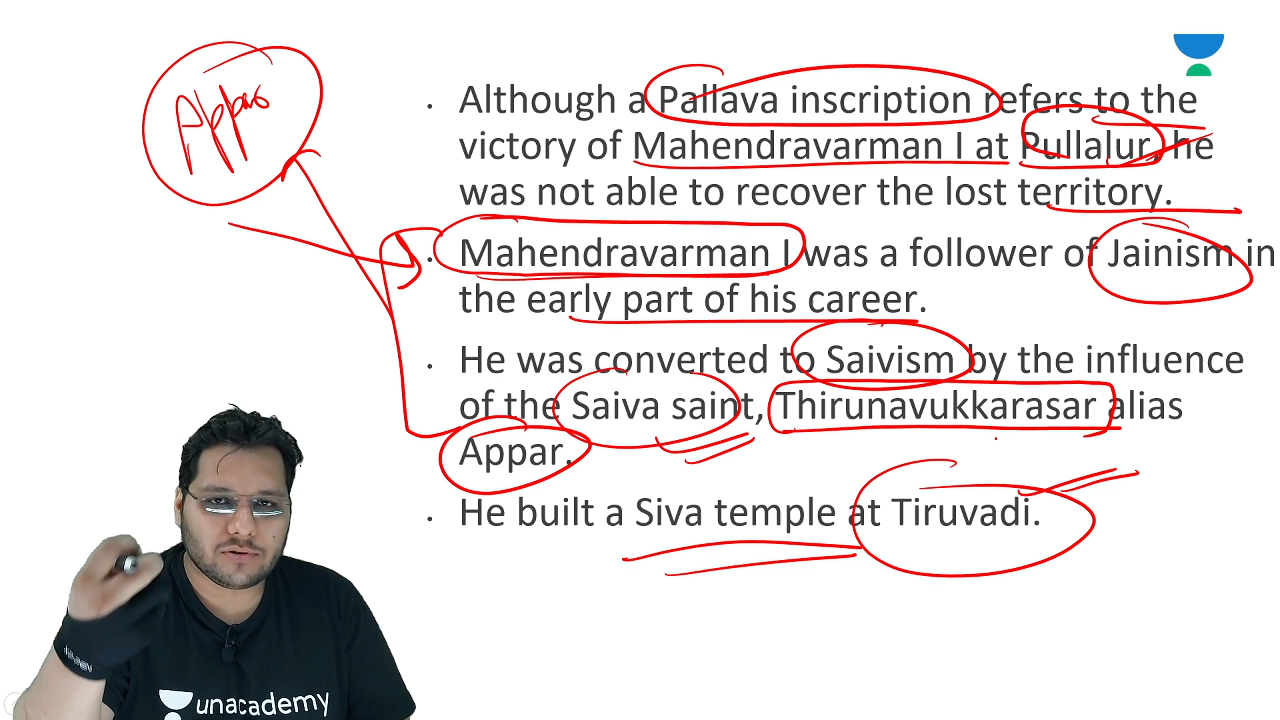 Appar
• Although a Pallava inscription refers to the
victory of Mahendravarman I at Pullalur, he
was not able to recover the lost territory.
• Mahendravarman I was a follower of Jainism in
the early part of his career.
• He was converted to Saivism by the influence
of the Saiva saint, Thirunavukkarasar alias
Appar.
• He built a Siva temple at Tiruvadi.
unacademy